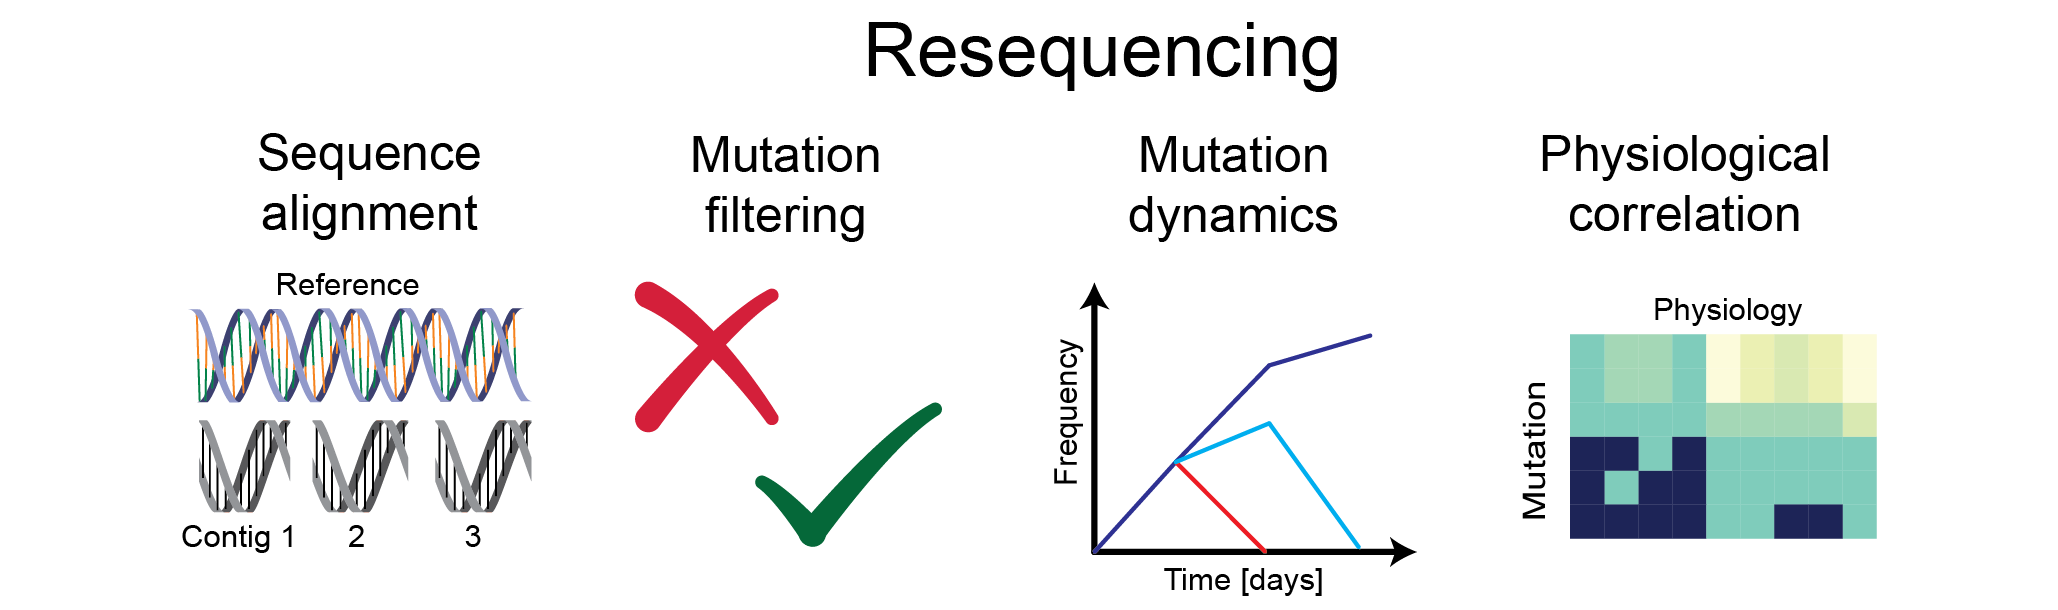 Resequencing
Sequence
alignment
Reference
Contig 1
2
3
Mutation
filtering
Mutation
dynamics
Frequency
Time [days]
Physiological
correlation
Physiology
Mutation